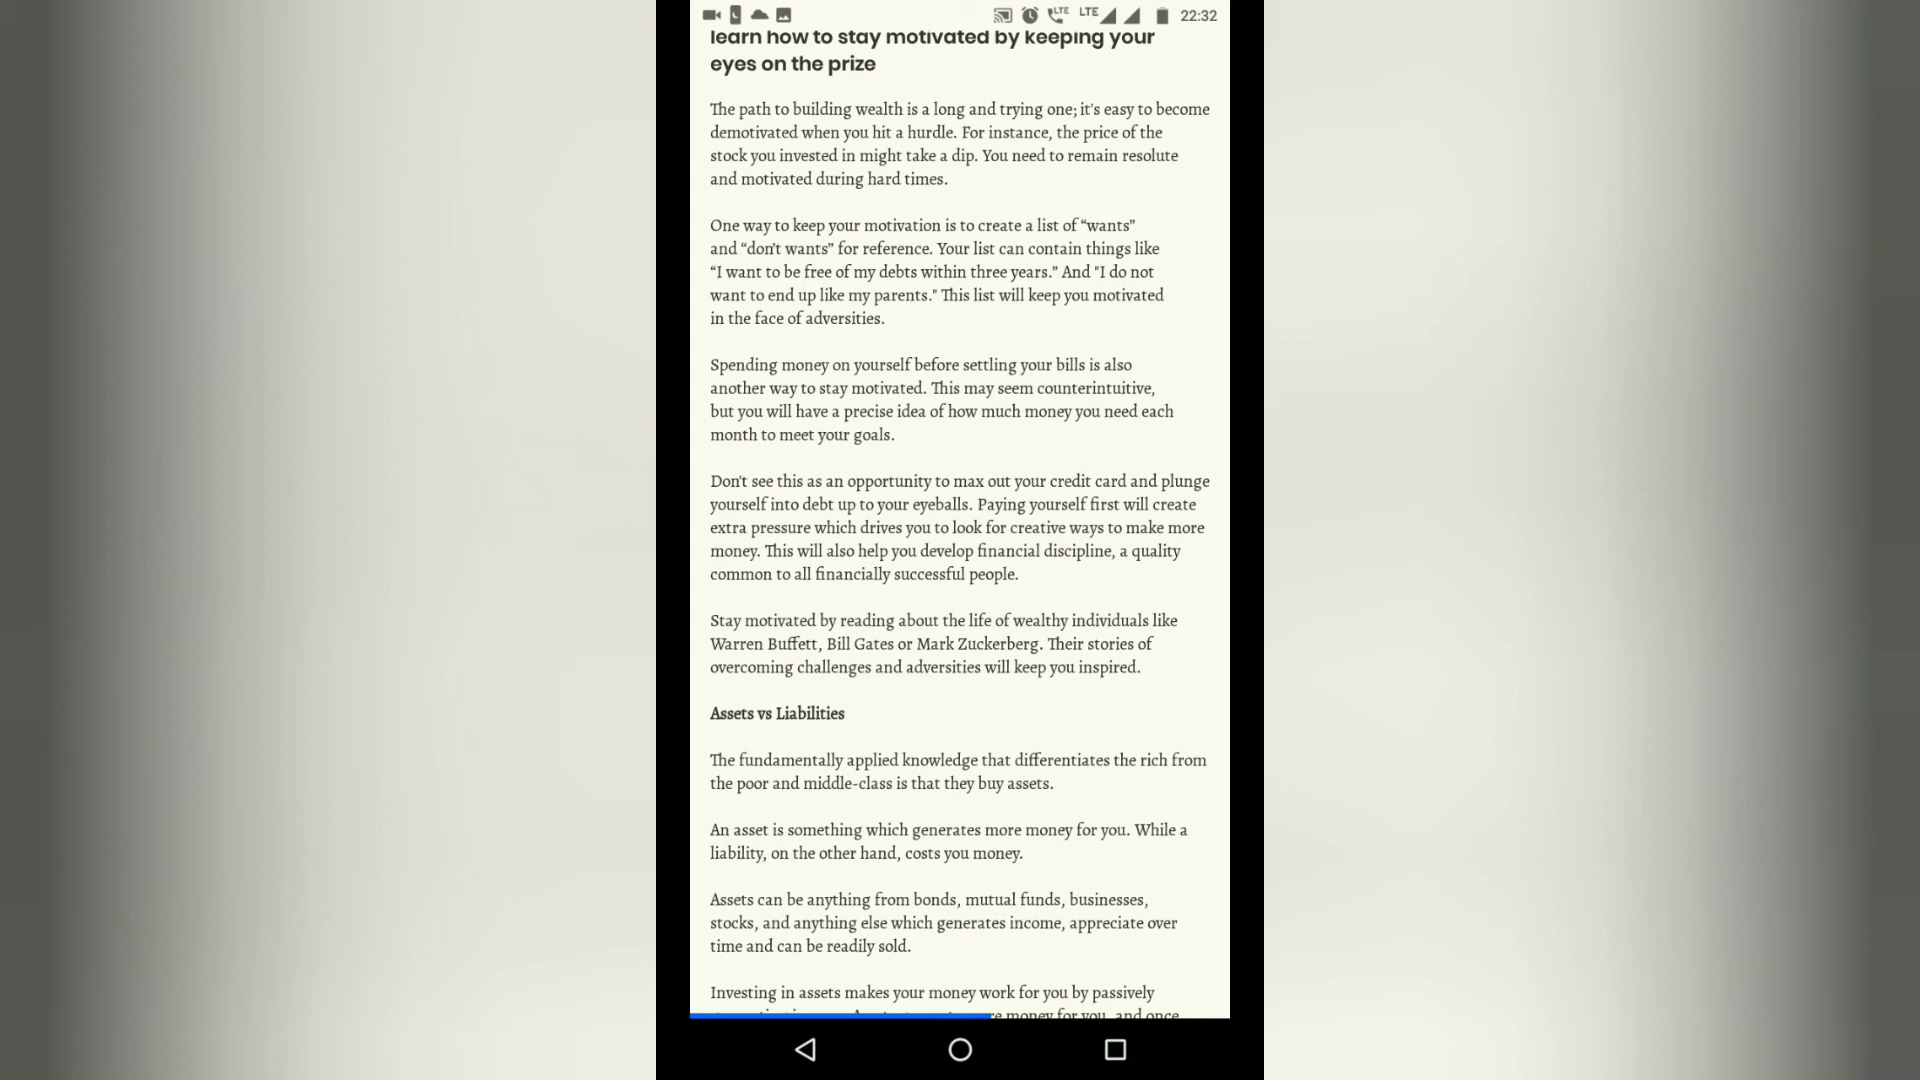 LTE LTE 22:32
learn how to stay motivated by keeping your
eyes on the prize
The path to building wealth is a long and trying one; it's easy to become
demotivated when you hit a hurdle. For instance, the price of the
stock you invested in might take a dip. You need to remain resolute
and motivated during hard times.
One way to keep your motivation is to create a list of “wants”
and “don't wants” for reference. Your list can contain things like
“I want to be free of my debts within three years.” And "I do not
want to end up like my parents." This list will keep you motivated
in the face of adversities.
Spending money on yourself before settling your bills is also
another way to stay motivated. This may seem counterintuitive,
but you will have a precise idea of how much money you need each
month to meet your goals.
Don't see this as an opportunity to max out your credit card and plunge
yourself into debt up to your eyeballs. Paying yourself first will create
extra pressure which drives you to look for creative ways to make more
money. This will also help you develop financial discipline, a quality
common to all financially successful people.
Stay motivated by reading about the life of wealthy individuals like
Warren Buffett, Bill Gates or Mark Zuckerberg. Their stories of
overcoming challenges and adversities will keep you inspired.
Assets vs Liabilities
The fundamentally applied knowledge that differentiates the rich from
the poor and middle-class is that they buy assets.
An asset is something which generates more money for you. While a
liability, on the other hand, costs you money.
Assets can be anything from bonds, mutual funds, businesses,
stocks, and anything else which generates income, appreciate over
time and can be readily sold.
Investing in assets makes your money work for you by passively
money for you, and once